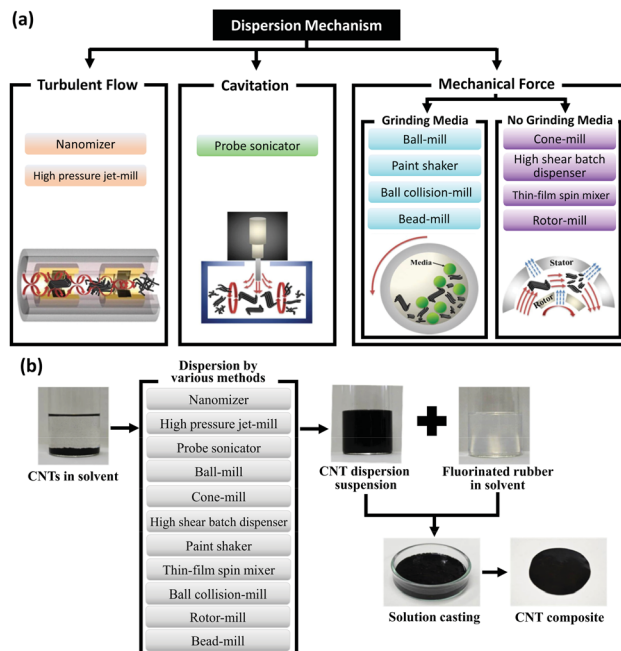 (a)
Dispersion Mechanism
Turbulent Flow
Nanomizer
High pressure jet-mill
Cavitation
Probe sonicator
Mechanical Force
Grinding Media
Ball-mill
Paint shaker
Ball collision-mill
Bead-mill
Media
No Grinding Media
Cone-mill
High shear batch
dispenser
Thin-film spin mixer
Rotor-mill
Stator
Rotor
(b)
CNTs in solvent
Dispersion by
various methods
Nanomizer
High pressure jet-mill
Probe sonicator
Ball-mill
Cone-mill
High shear batch dispenser
Paint shaker
Thin-film spin mixer
Ball collision-mill
Rotor-mill
Bead-mill
CNT dispersion
suspension
Fluorinated rubber
in solvent
Solution casting
CNT composite